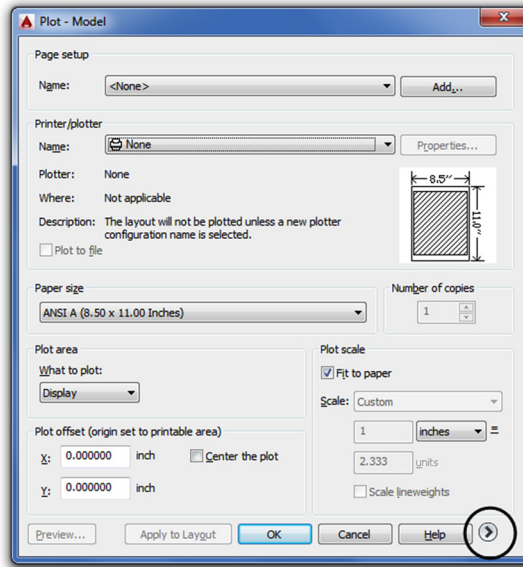 Plot - Model
Page setup
Name: <None> Add...
Printer/plotter
Name: None Properties...
Plotter: None
Where: Not applicable
Description: The layout will not be plotted unless a new plotter
configuration name is selected.
Plot to file
8.5''
11.0''
Paper size
ANSI A (8.50 x 11.00 Inches)
Number of copies
1
Plot area
What to plot:
Display
Plot scale
Fit to paper
Scale: Custom
1 inches =
2.333 units
Scale lineweights
Plot offset (origin set to printable area)
X: 0.000000 inch Center the plot
Y: 0.000000 inch
Preview... Apply to Layout OK Cancel Help